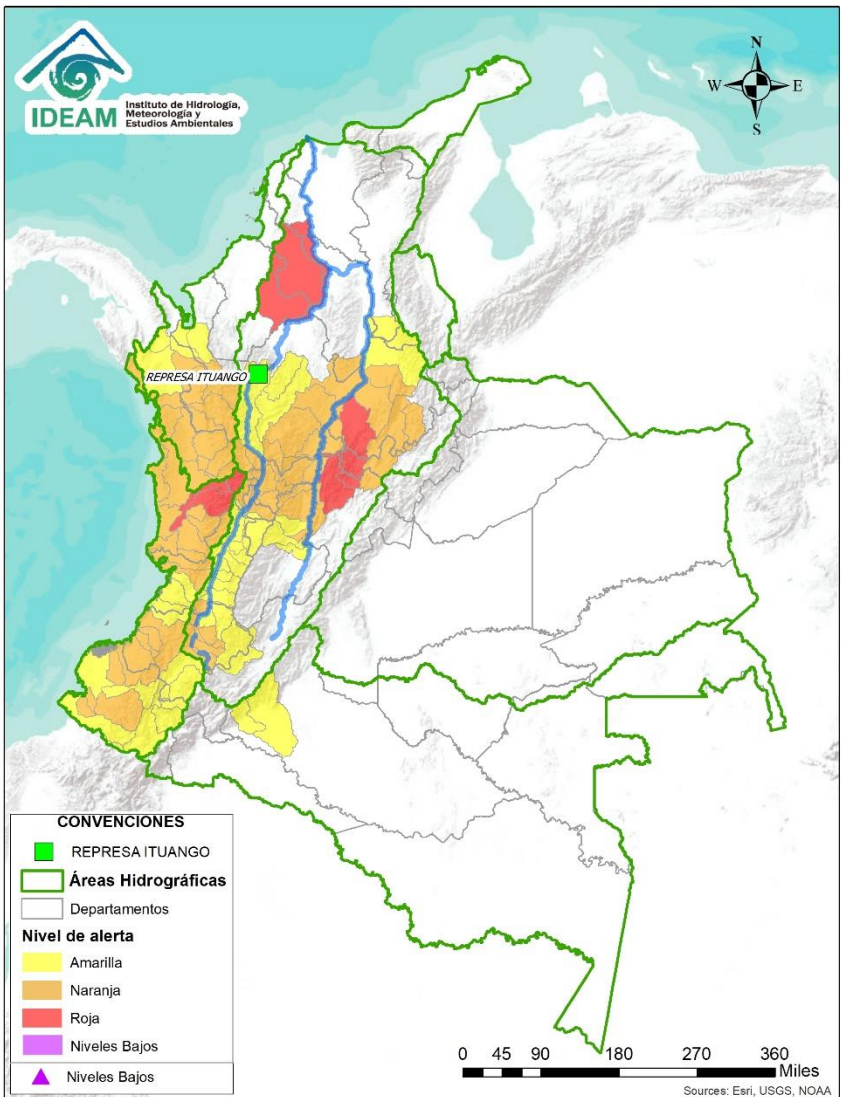 IDEAM
Instituto de Hidrología,
Meteorología y
Estudios Ambientales
N
W
E
S
REPRESA ITUANGO
CONVENCIONES
REPRESA ITUANGO
Áreas Hidrográficas
Departamentos
Nivel de alerta
Amarilla
Naranja
Roja
Niveles Bajos
Niveles Bajos
0 45 90 180 270 360
Miles
Sources: Esri, USGS, NOAA